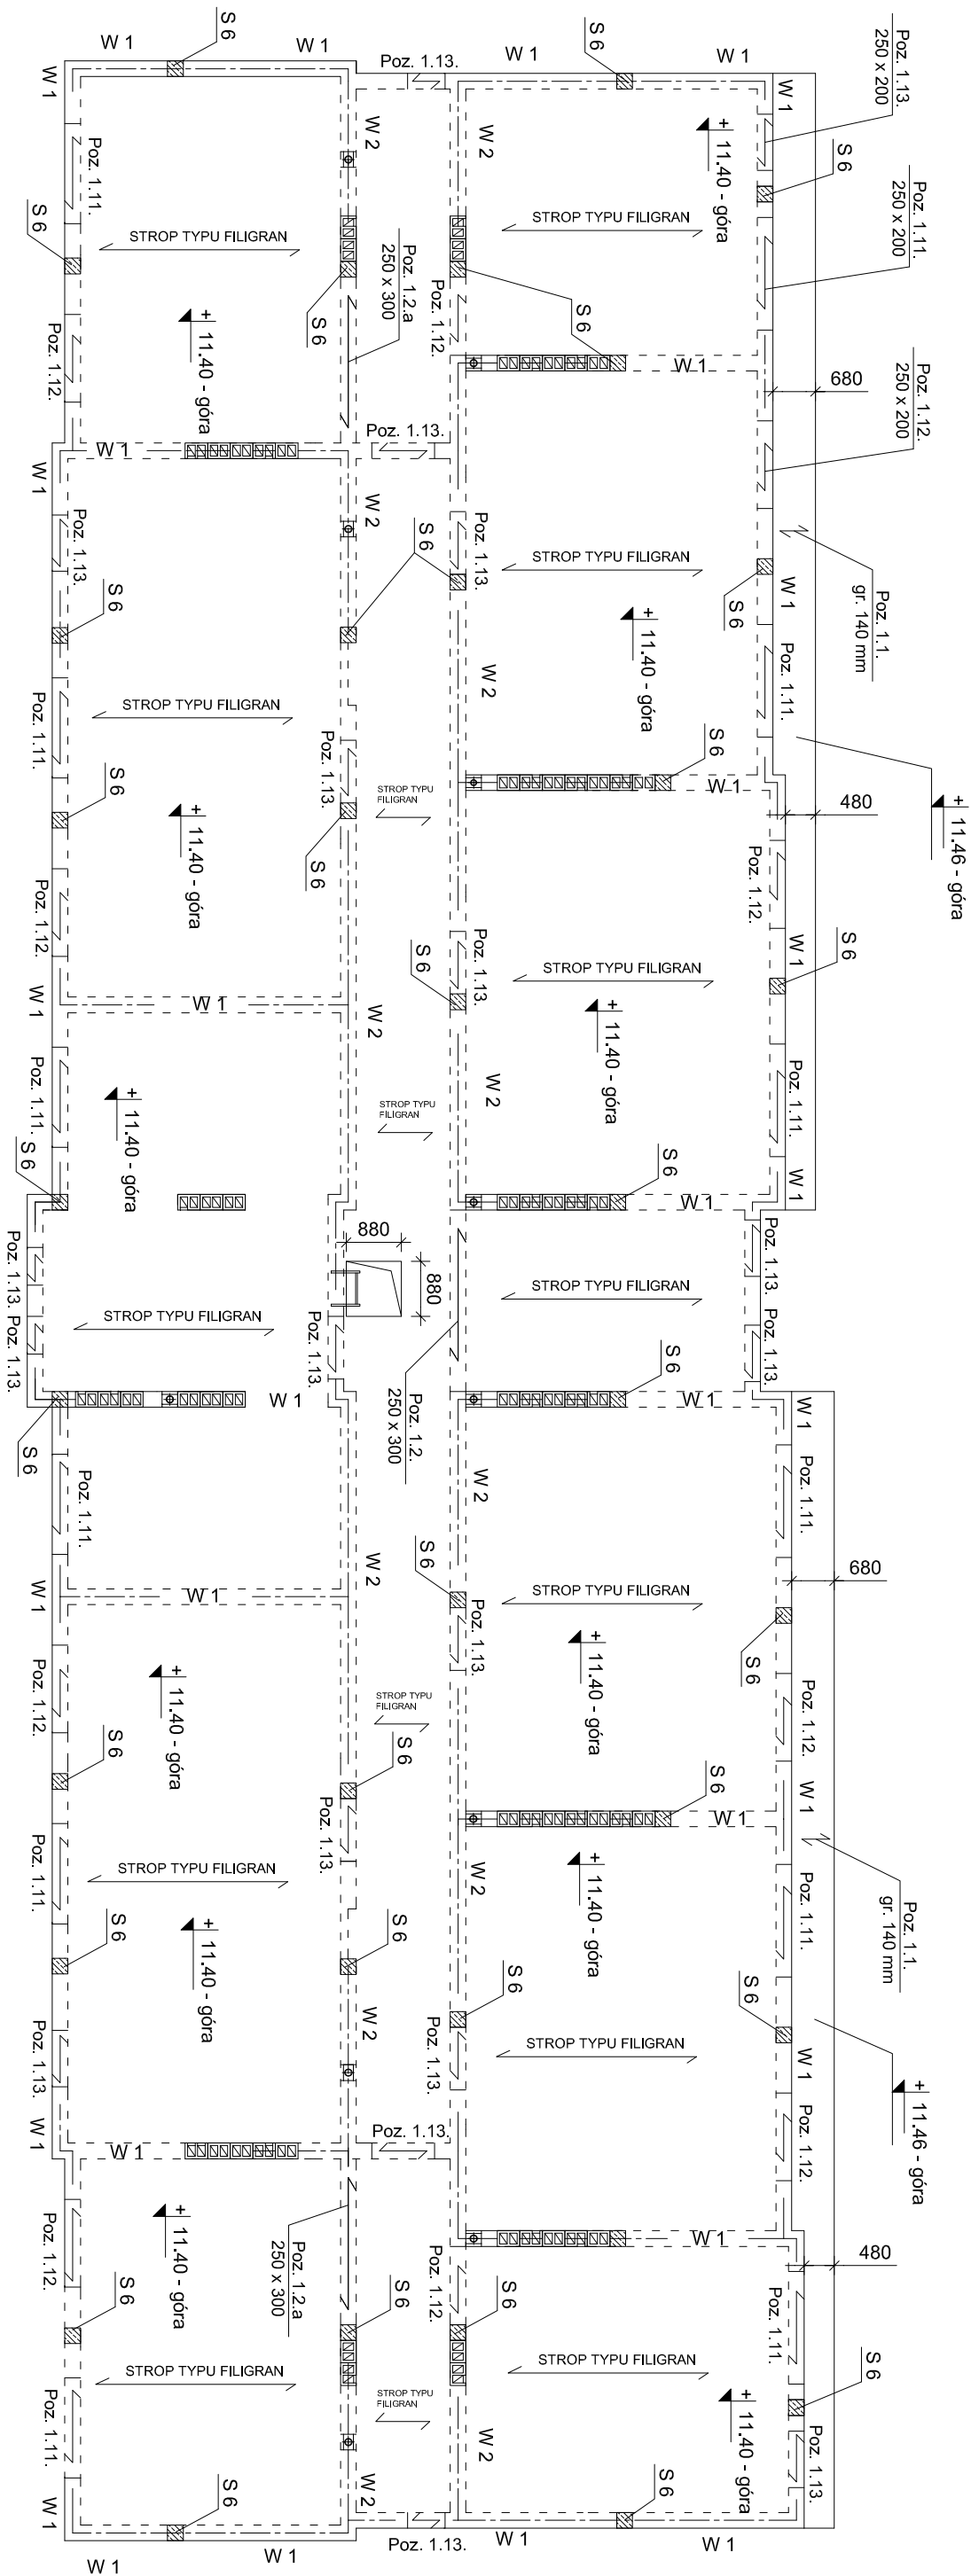 S 6
W 1
W 1
W 1
Poz. 1.13.
W 1
S 6
W 1
W 1
Poz. 1.13.
250 x 200
S 6
Poz. 1.11.
250 x 200
Poz. 1.12.
250 x 200
W 2
W 2
+ 11.40 - góra
Poz. 1.11.
S 6
STROP TYPU FILIGRAN
STROP TYPU FILIGRAN
Poz. 1.2.a
250 x 300
S 6
S 6
Poz. 1.12.
+ 11.40 - góra
Poz. 1.12.
W 1
680
Poz. 1.13.
W 1
W 1
W 2
Poz. 1.13.
S 6
Poz. 1.13.
STROP TYPU FILIGRAN
S 6
W 1
Poz. 1.1.
gr. 140 mm
S 6
+ 11.40 - góra
W 2
Poz. 1.11.
STROP TYPU FILIGRAN
Poz. 1.11.
Poz. 1.13.
S 6
W 1
S 6
+ 11.40 - góra
STROP TYPU
FILIGRAN
480
+ 11.46 - góra
S 6
Poz. 1.12.
Poz. 1.12.
S 6
Poz. 1.13.
STROP TYPU FILIGRAN
W 1
S 6
W 1
W 1
W 2
+ 11.40 - góra
Poz. 1.11.
+ 11.40 - góra
STROP TYPU
FILIGRAN
W 2
Poz. 1.11.
S 6
S 6
W 1
W 1
880
880
Poz. 1.13.
Poz. 1.13.
STROP TYPU FILIGRAN
STROP TYPU FILIGRAN
Poz. 1.13.
Poz. 1.13.
Poz. 1.13.
S 6
W 1
W 1
W 1
Poz. 1.2.
250 x 300
S 6
Poz. 1.11.
W 2
Poz. 1.11.
S 6
W 2
W 1
W 1
680
STROP TYPU FILIGRAN
Poz. 1.13.
S 6
+ 11.40 - góra
+ 11.40 - góra
Poz. 1.12.
STROP TYPU
FILIGRAN
Poz. 1.12.
S 6
S 6
S 6
W 1
W 1
Poz. 1.13.
STROP TYPU FILIGRAN
Poz. 1.11.
W 2
+ 11.40 - góra
Poz. 1.11.
Poz. 1.1.
gr. 140 mm
S 6
+ 11.40 - góra
S 6
S 6
S 6
STROP TYPU FILIGRAN
Poz. 1.13.
W 2
Poz. 1.13.
W 1
+ 11.46 - góra
Poz. 1.12.
W 1
W 1
Poz. 1.13.
W 1
+ 11.40 - góra
Poz. 1.12.
Poz. 1.2.a
250 x 300
Poz. 1.12.
480
S 6
S 6
S 6
STROP TYPU FILIGRAN
STROP TYPU FILIGRAN
Poz. 1.11.
S 6
STROP TYPU
FILIGRAN
+ 11.40 - góra
Poz. 1.11.
W 2
Poz. 1.13.
S 6
W 2
S 6
W 1
W 1
W 1
Poz. 1.13.
W 1
W 1